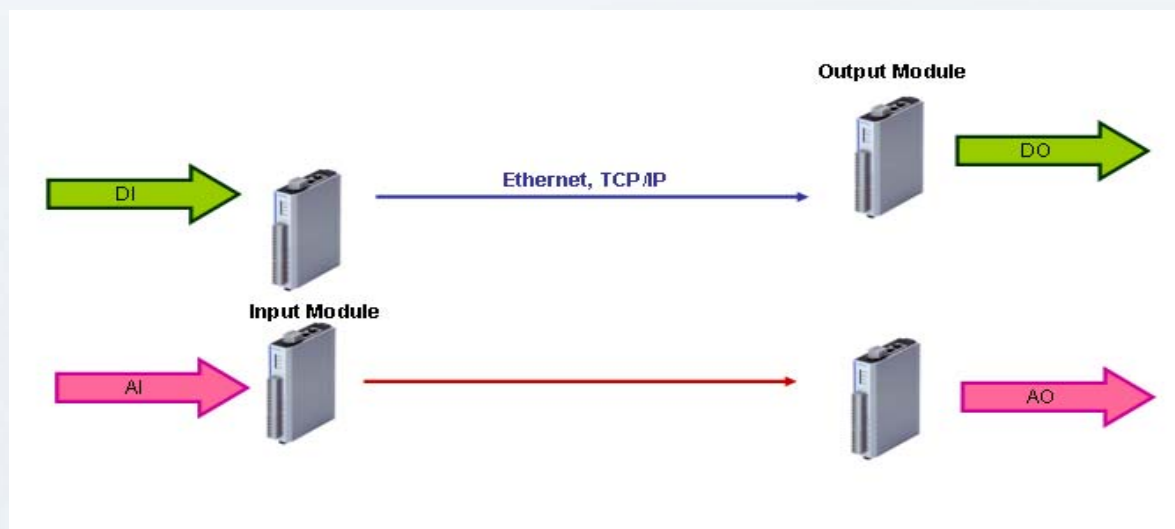 Output Module
DO
Ethernet, TCP/IP
DI
Input Module
AI
AO